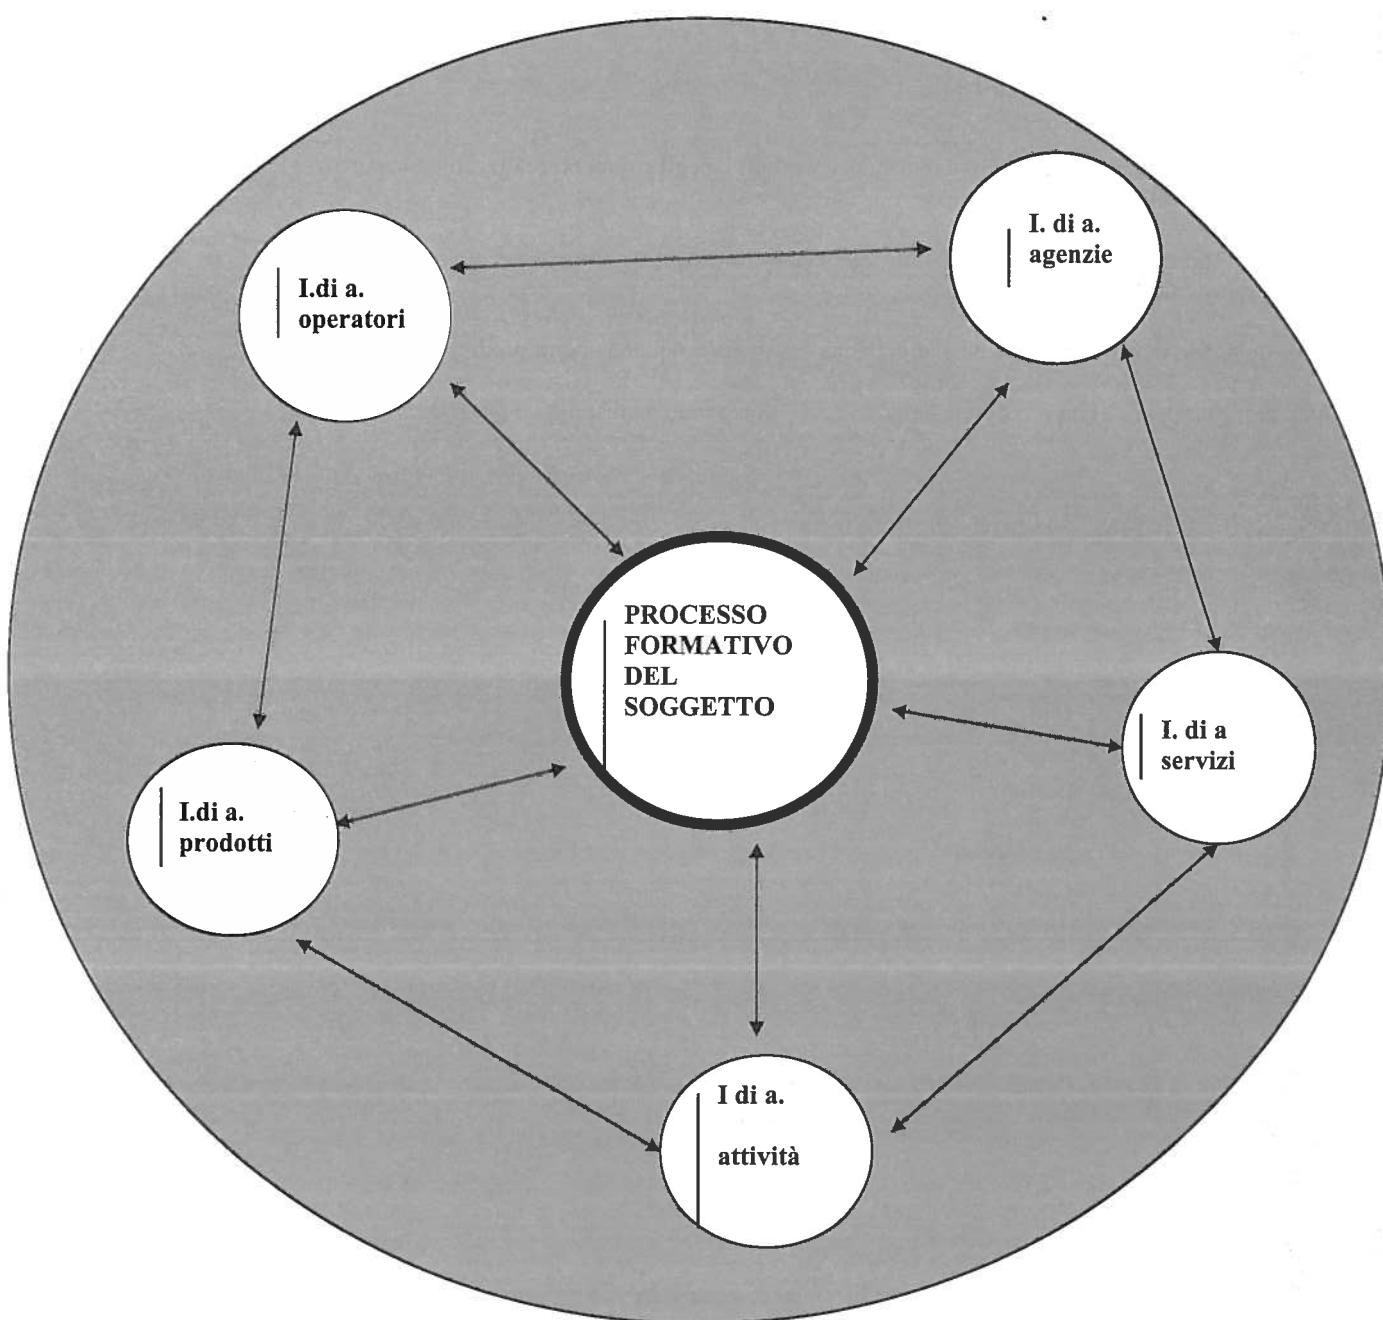 I. di a.
agenzie
I.di a.
operatori
PROCESSO
FORMATIVO
DEL
SOGGETTO
I. di a
servizi
I.di a.
prodotti
I di a.
attività